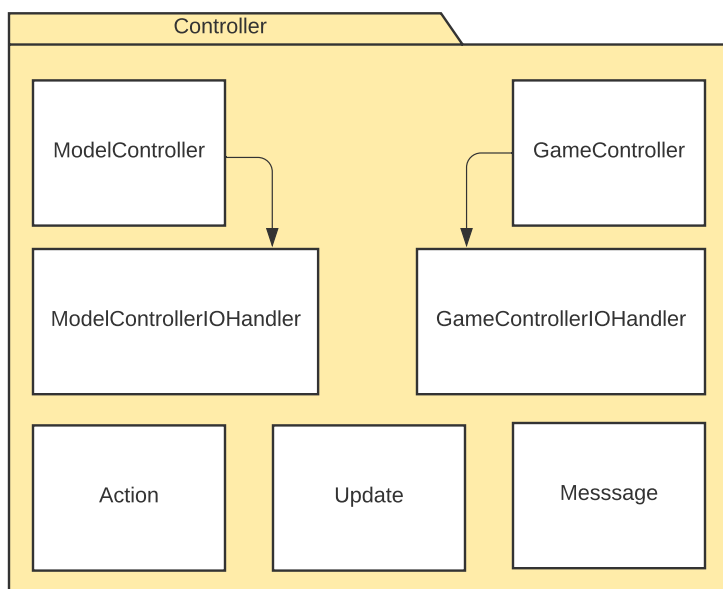 Controller
ModelController
GameController
ModelControllerIOHandler
GameControllerIOHandler
Action
Update
Messsage